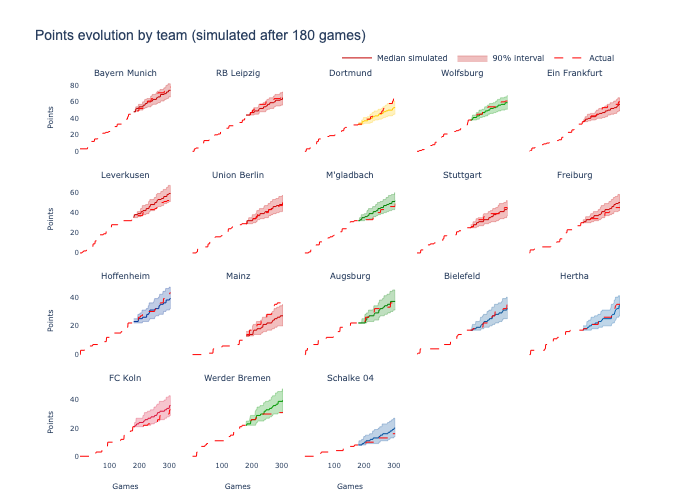 Points evolution by team (simulated after 180 games)
Median simulated 90% interval Actual
Bayern Munich RB Leipzig Dortmund Wolfsburg Ein Frankfurt
80
60
40
20
0
Points
Leverkusen Union Berlin M'gladbach Stuttgart Freiburg
60
40
20
0
Points
Hoffenheim Mainz Augsburg Bielefeld Hertha
40
20
0
Points
FC Koln Werder Bremen Schalke 04
40
20
0
Points
100 200 300 100 200 300 100 200 300
Games Games Games